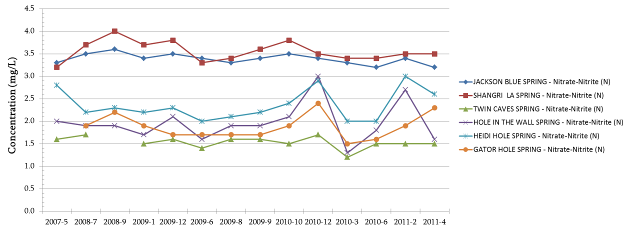 4.5
4.0
3.5
3.0
2.5
2.0
1.5
1.0
0.5
0.0
Concentration (mg/L)
2007-5 2008-7 2008-9 2009-1 2009-12 2009-6 2009-8 2009-9 2010-10 2010-12 2010-3 2010-6 2011-2 2011-4
JACKSON BLUE SPRING - Nitrate-Nitrite (N)
SHANGRI LA SPRING - Nitrate-Nitrite (N)
TWIN CAVES SPRING - Nitrate-Nitrite (N)
HOLE IN THE WALL SPRING - Nitrate-Nitrite (N)
HEIDI HOLE SPRING - Nitrate-Nitrite (N)
GATOR HOLE SPRING - Nitrate-Nitrite (N)